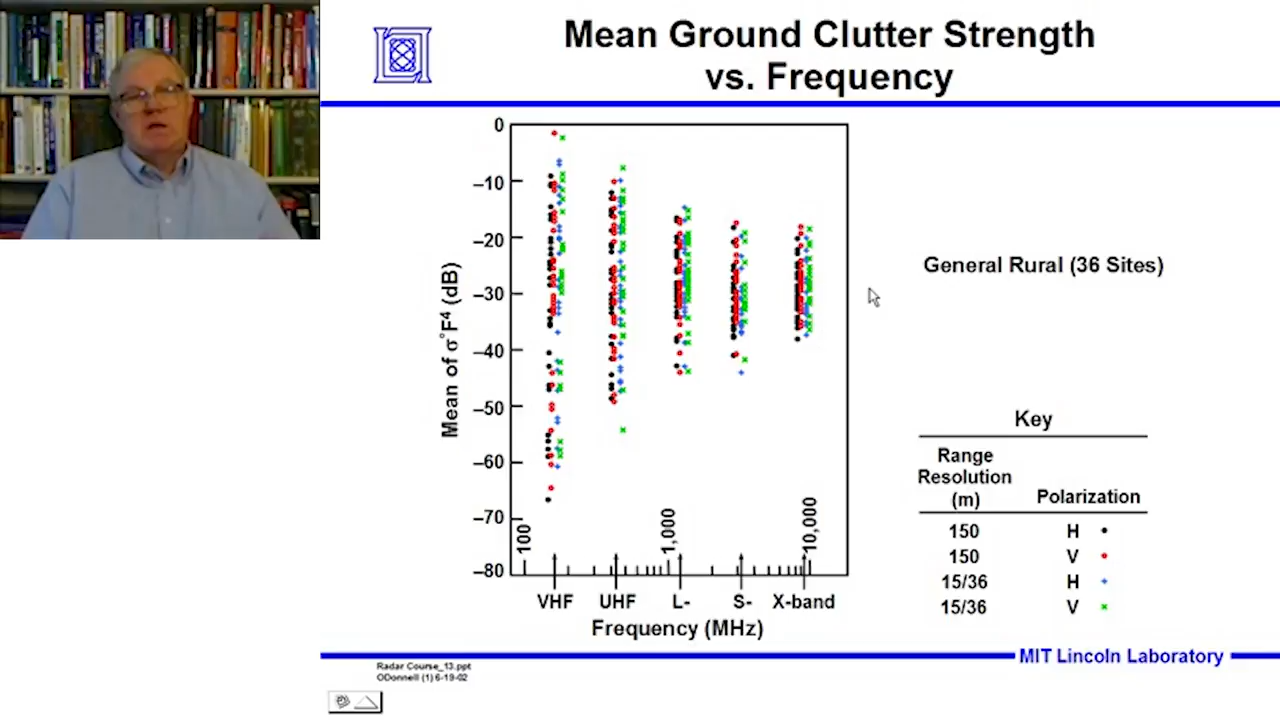 Mean Ground Clutter Strength
vs. Frequency
0
–10
–20
–30
–40
–50
–60
–70
–80
Mean of σ°F⁴ (dB)
100
1,000
10,000
VHF UHF L- S- X-band
Frequency (MHz)
General Rural (36 Sites)
Key
Range
Resolution
(m) Polarization
150 H
150 V
15/36 H
15/36 V
MIT Lincoln Laboratory
Radar Course_13.ppt
ODonnell (1) 6-19-02